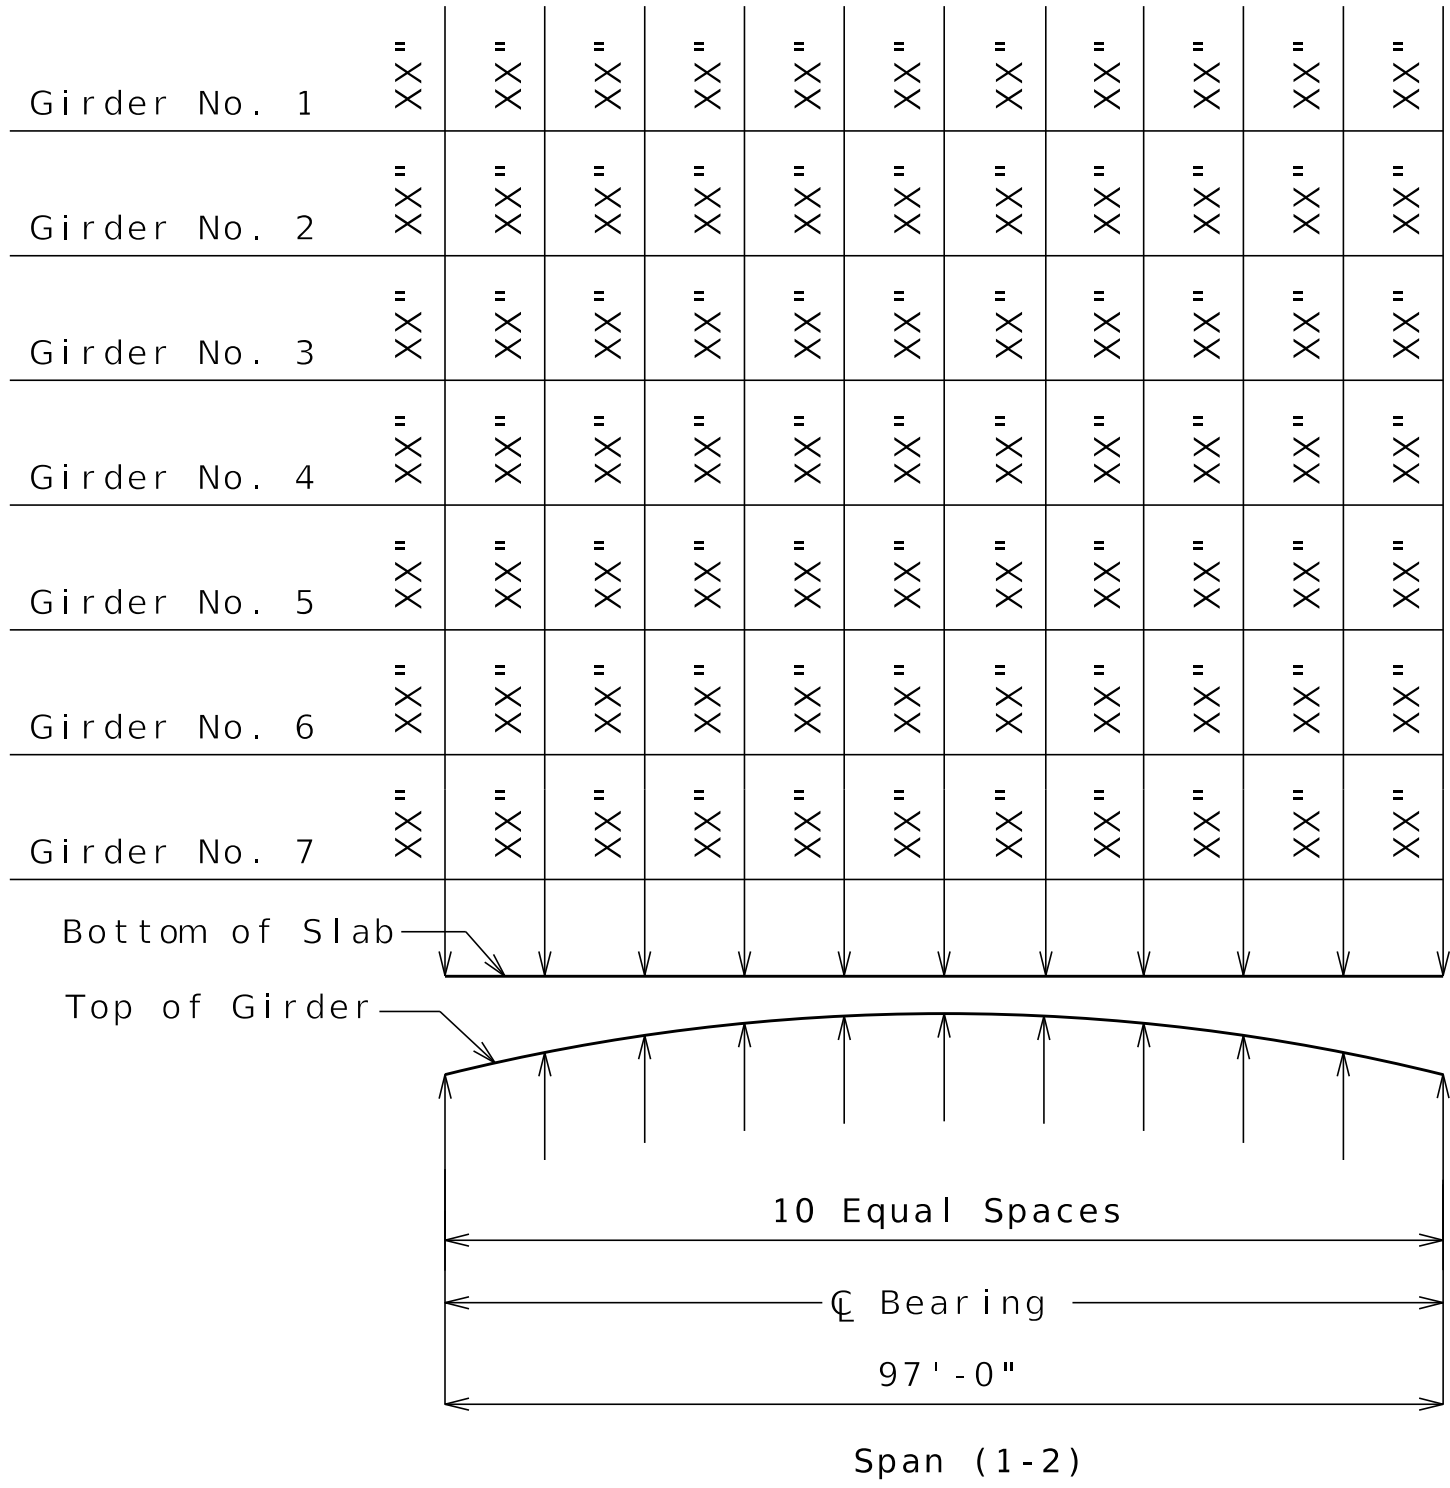 Girder No. 1 XX" XX" XX" XX" XX" XX" XX" XX" XX" XX" XX"
Girder No. 2 XX" XX" XX" XX" XX" XX" XX" XX" XX" XX" XX"
Girder No. 3 XX" XX" XX" XX" XX" XX" XX" XX" XX" XX" XX"
Girder No. 4 XX" XX" XX" XX" XX" XX" XX" XX" XX" XX" XX"
Girder No. 5 XX" XX" XX" XX" XX" XX" XX" XX" XX" XX" XX"
Girder No. 6 XX" XX" XX" XX" XX" XX" XX" XX" XX" XX" XX"
Girder No. 7 XX" XX" XX" XX" XX" XX" XX" XX" XX" XX" XX"
Bottom of Slab
Top of Girder
10 Equal Spaces
℄ Bearing
97'-0"
Span (1-2)